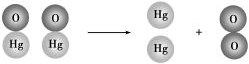 O O Hg
Hg Hg Hg + O
O